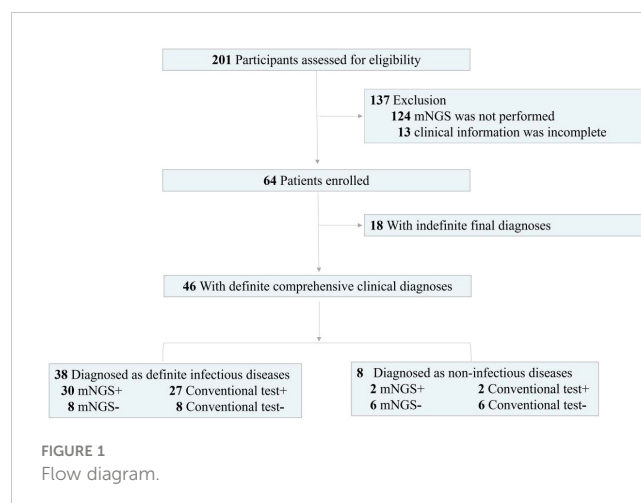 201 Participants assessed for eligibility
137 Exclusion
124 mNGS was not performed
13 clinical information was incomplete
64 Patients enrolled
18 With indefinite final diagnoses
46 With definite comprehensive clinical diagnoses
38 Diagnosed as definite infectious diseases
30 mNGS+ 27 Conventional test+
8 mNGS- 8 Conventional test-
8 Diagnosed as non-infectious diseases
2 mNGS+ 2 Conventional test+
6 mNGS- 6 Conventional test-
FIGURE 1
Flow diagram.